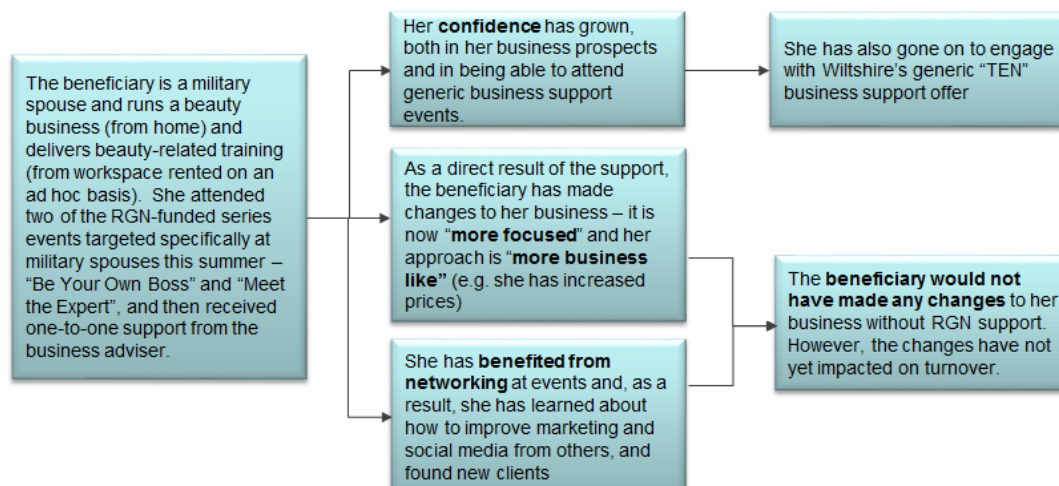 The beneficiary is a military
spouse and runs a beauty
business (from home) and
delivers beauty-related training
(from workspace rented on an
ad hoc basis). She attended
two of the RGN-funded series
events targeted specifically at
military spouses this summer –
“Be Your Own Boss” and “Meet
the Expert”, and then received
one-to-one support from the
business adviser.
Her confidence has grown,
both in her business prospects
and in being able to attend
generic business support
events.
She has also gone on to engage
with Wiltshire’s generic “TEN”
business support offer
As a direct result of the support,
the beneficiary has made
changes to her business – it is
now “more focused” and her
approach is “more business
like” (e.g. she has increased
prices)
She has benefited from
networking at events and, as a
result, she has learned about
how to improve marketing and
social media from others, and
found new clients
The beneficiary would not
have made any changes to her
business without RGN support.
However, the changes have not
yet impacted on turnover.